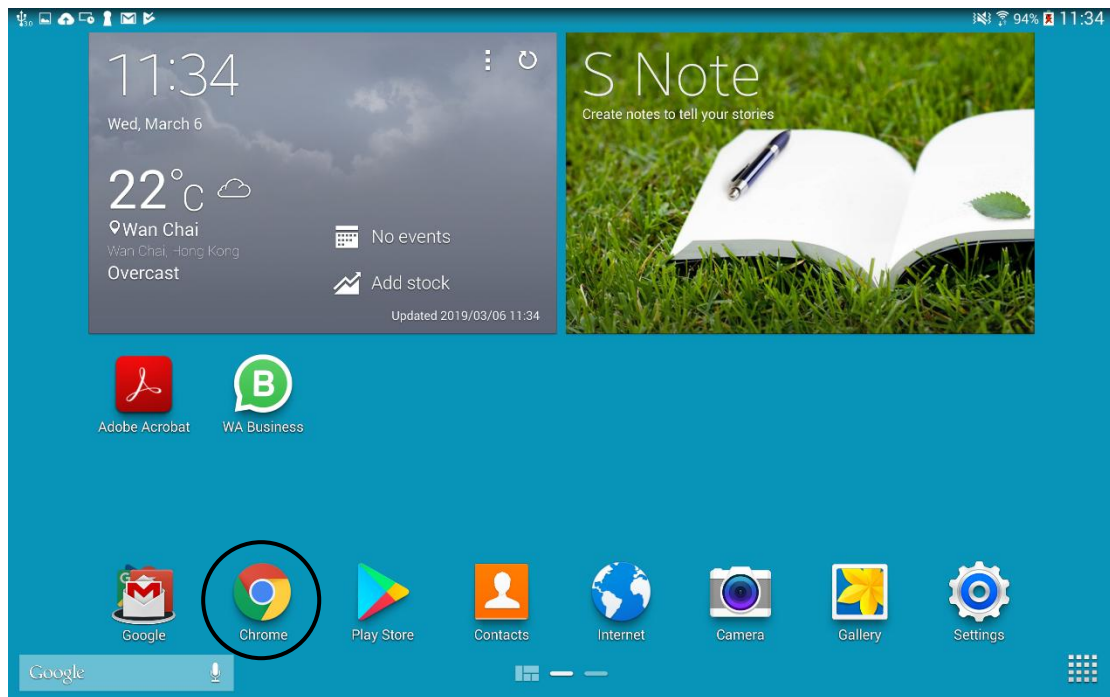 3.0
94%
11:34
11:34
Wed, March 6
22°C
Wan Chai
Wan Chai, Hong Kong
Overcast
No events
Add stock
Updated 2019/03/06 11:34
S Note
Create notes to tell your stories
Adobe Acrobat
B
WA Business
Google
Chrome
Play Store
Contacts
Internet
Camera
Gallery
Settings
Google